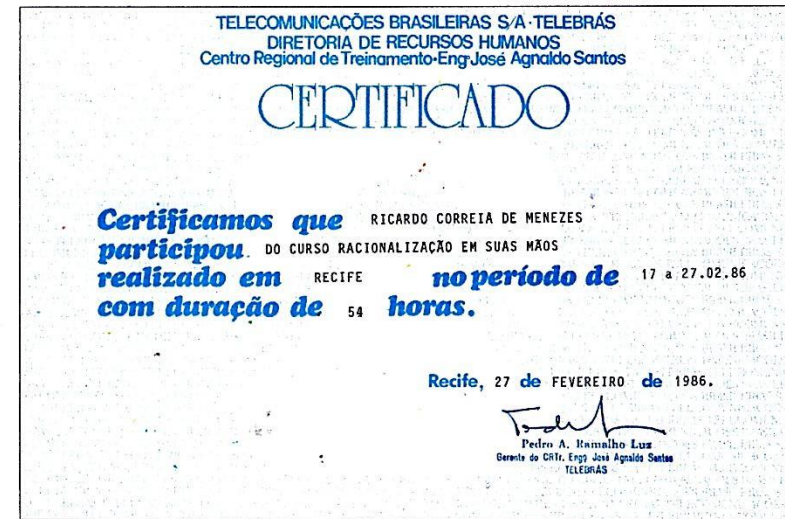 TELECOMUNICAÇÕES BRASILEIRAS S/A-TELEBRÁS
DIRETORIA DE RECURSOS HUMANOS
Centro Regional de Treinamento-Engº José Agnaldo Santos
CERTIFICADO
Certificamos que RICARDO CORREIA DE MENEZES
participou DO CURSO RACIONALIZAÇÃO EM SUAS MÃOS
realizado em RECIFE no período de 17 a 27.02.86
com duração de 54 horas.
Recife, 27 de FEVEREIRO de 1986.
Pedro A. Ramalho Luz
Gerente do CRTr. Engº José Agnaldo Santos
TELEBRÁS